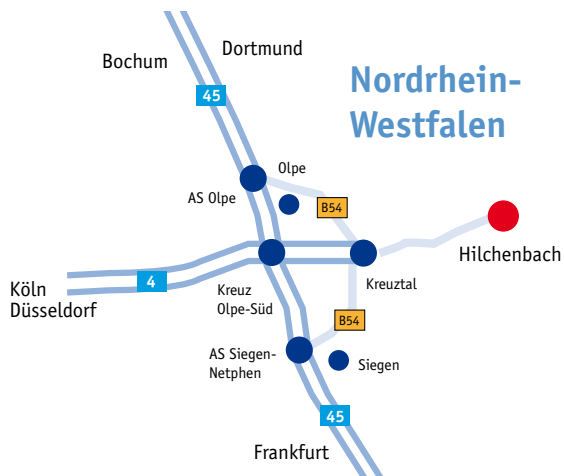 Dortmund
Bochum
Nordrhein-
Westfalen
45
Olpe
AS Olpe
B54
Hilchenbach
Kreuztal
4
Köln
Düsseldorf
Kreuz
Olpe-Süd
B54
AS Siegen-
Netphen
Siegen
45
Frankfurt